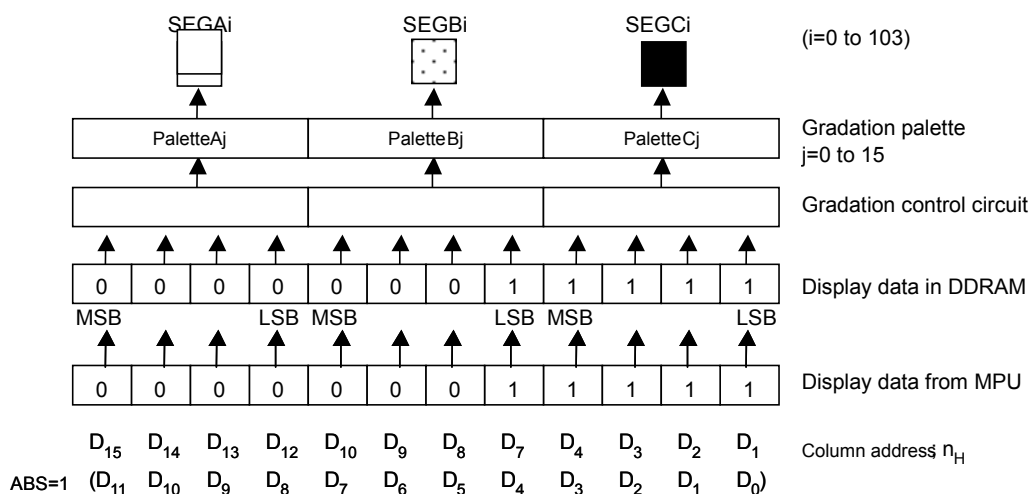 SEGAi SEGBi SEGCi (i=0 to 103)
PaletteAj PaletteBj PaletteCj Gradation palette
j=0 to 15
Gradation control circuit
0 0 0 0 0 0 0 1 1 1 1 1 Display data in DDRAM
MSB LSB MSB LSB MSB LSB
0 0 0 0 0 0 0 1 1 1 1 1 Display data from MPU
D15 D14 D13 D12 D10 D9 D8 D7 D4 D3 D2 D1 Column address; nH
ABS=1 (D11 D10 D9 D8 D7 D6 D5 D4 D3 D2 D1 D0)